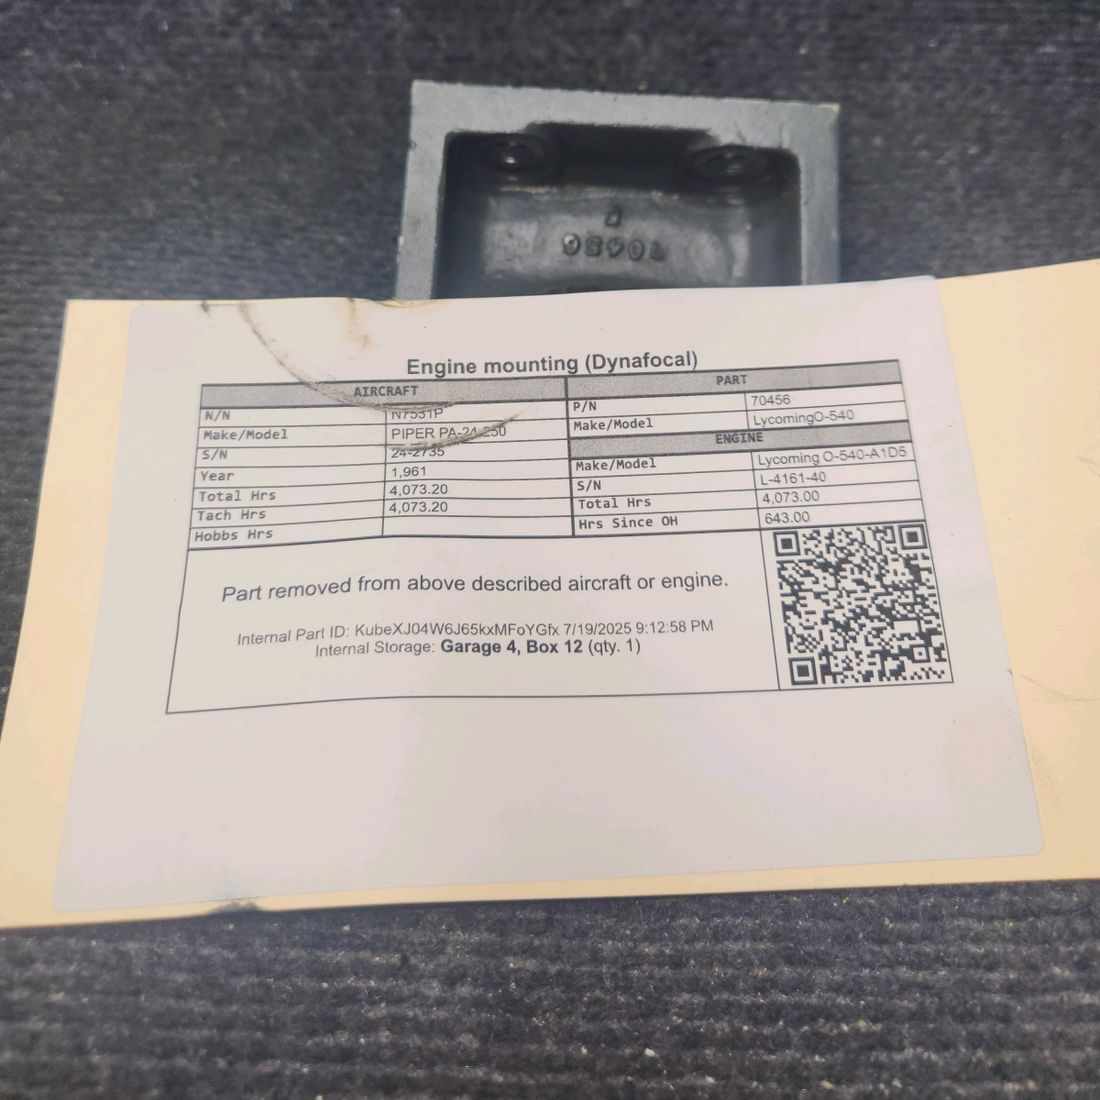 70456
Engine mounting (Dynafocal)
AIRCRAFT
N/N N7531P
Make/Model PIPER PA-24-250
S/N 24-2735
Year 1,961
Total Hrs 4,073.20
Tach Hrs 4,073.20
Hobbs Hrs
PART
P/N 70456
Make/Model LycomingO-540
ENGINE
Make/Model Lycoming O-540-A1D5
S/N L-4161-40
Total Hrs 4,073.00
Hrs Since OH 643.00
Part removed from above described aircraft or engine.
Internal Part ID: KubeXJ04W6J65kxMFoYGfx 7/19/2025 9:12:58 PM
Internal Storage: Garage 4, Box 12 (qty. 1)